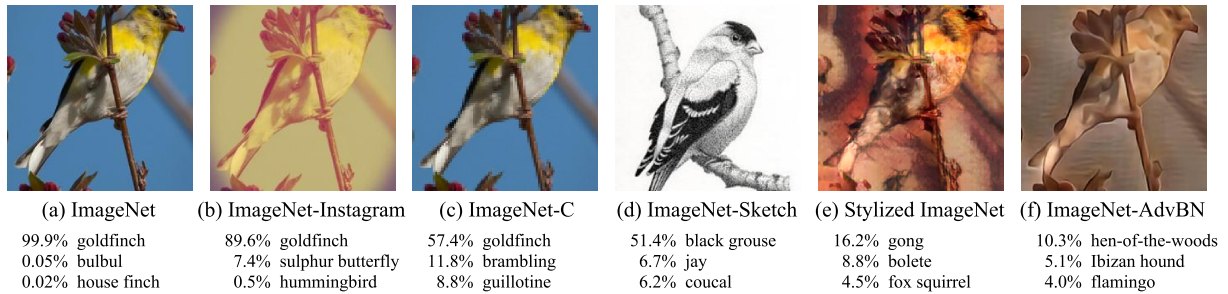 (a) ImageNet
99.9% goldfinch
0.05% bulbul
0.02% house finch
(b) ImageNet-Instagram
89.6% goldfinch
7.4% sulphur butterfly
0.5% hummingbird
(c) ImageNet-C
57.4% goldfinch
11.8% brambling
8.8% guillotine
(d) ImageNet-Sketch
51.4% black grouse
6.7% jay
6.2% coucal
(e) Stylized ImageNet
16.2% gong
8.8% bolete
4.5% fox squirrel
(f) ImageNet-AdvBN
10.3% hen-of-the-woods
5.1% Ibizan hound
4.0% flamingo